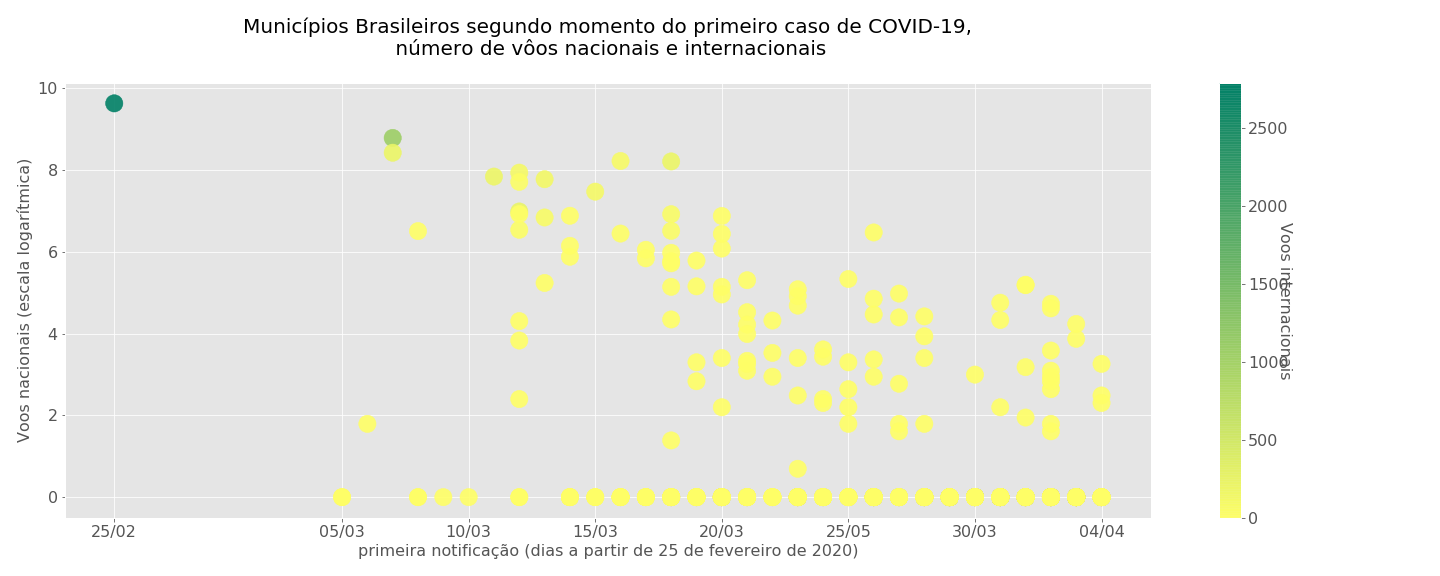 Municípios Brasileiros segundo momento do primeiro caso de COVID-19,
número de vôos nacionais e internacionais
Voos nacionais (escala logarítmica)
10
8
6
4
2
0
25/02 05/03 10/03 15/03 20/03 25/05 30/03 04/04
primeira notificação (dias a partir de 25 de fevereiro de 2020)
2500
2000
1500
1000
500
0
Voos internacionais